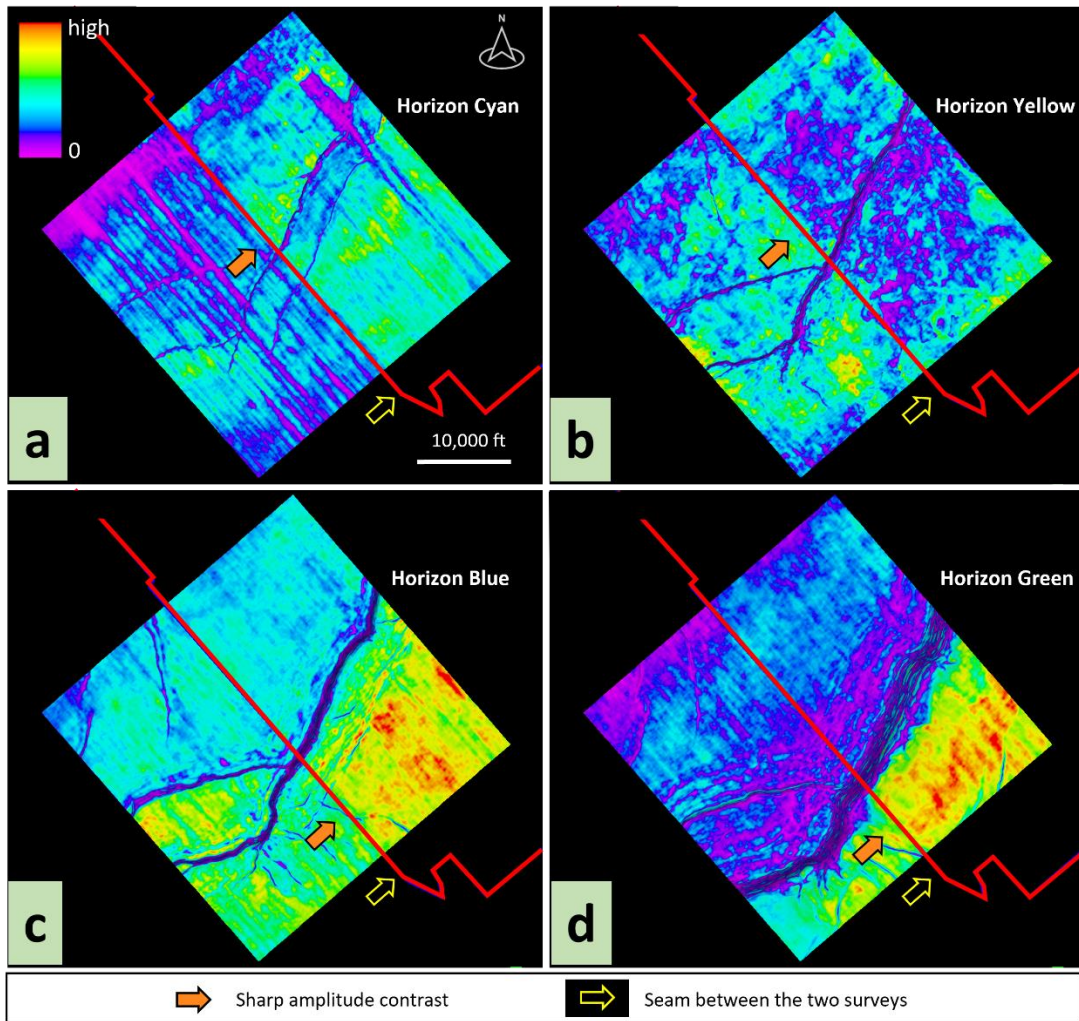 high
0
N
Horizon Cyan
10,000 ft
a
Horizon Yellow
b
Horizon Blue
c
Horizon Green
d
Sharp amplitude contrast
Seam between the two surveys